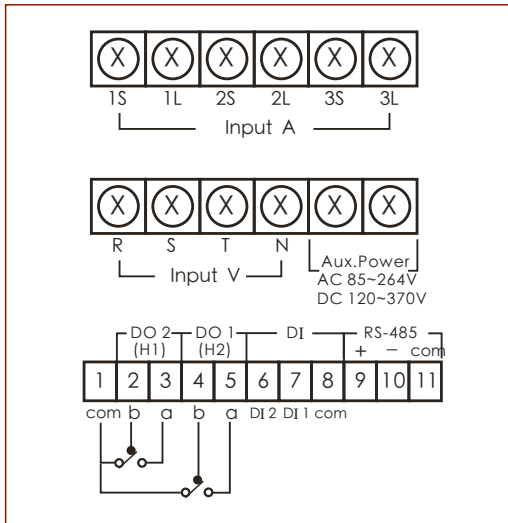 X X X X X X
1S 1L 2S 2L 3S 3L
Input A
X X X X X X
R S T N
Input V
Aux.Power
AC 85~264V
DC 120~370V
DO 2 DO 1 DI RS-485
(H1) (H2) + − com
1 2 3 4 5 6 7 8 9 10 11
com b a b a DI 2 DI 1 com